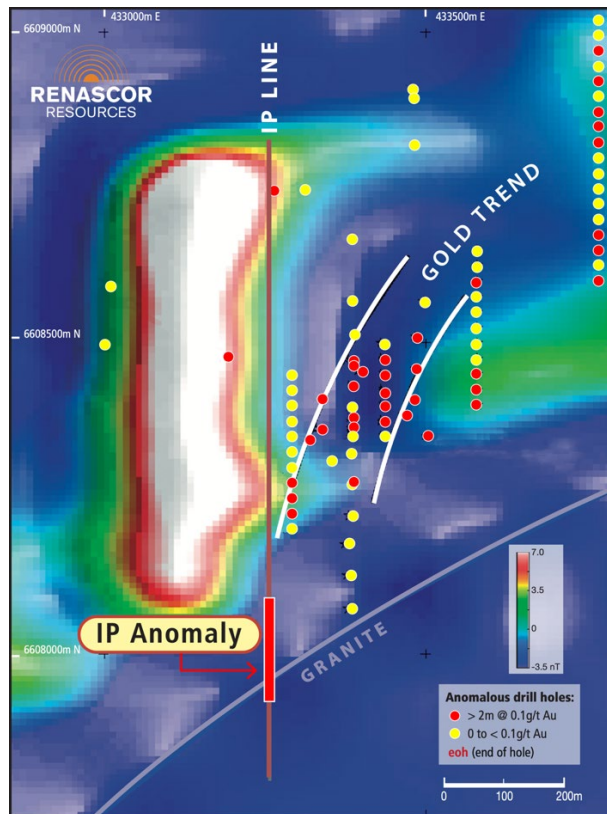 433000m E
433500m E
6609000m N
RENASCOR
RESOURCES
IP LINE
GOLD TREND
6608500m N
IP Anomaly
6608000m N
GRANITE
7.0
3.5
0
-3.5 nT
Anomalous drill holes:
> 2m @ 0.1g/t Au
0 to < 0.1g/t Au
eoh (end of hole)
0 100 200m